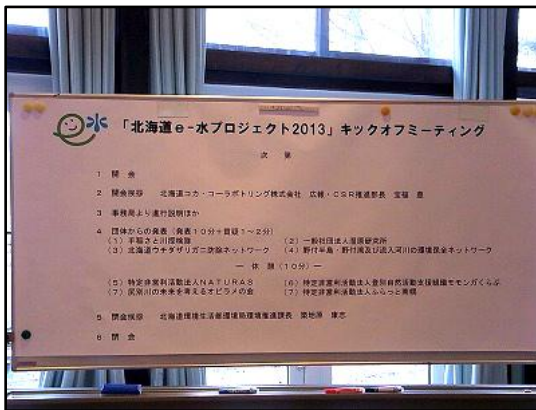 e水 「北海道e-水プロジェクト2013」キックオフミーティング
次 第
1 開 会
2 開会挨拶 北海道コカ・コーラボトリング株式会社 広報・CSR推進部長
3 事務局より進行説明ほか
4 団体からの発表（発表10分＋質疑1～2分）
（1）手稲さと川探検隊 （2）一般社団法人湿原研究所
（3）北海道ウチダザリガニ防除ネットワーク （4）野付半島・野付湾及び流入河川の環境保全ネットワーク
― 休 憩（10分）―
（5）特定非営利活動法人NATURAS （6）特定非営利活動法人登別自然活動支援組織モモンガくらぶ
（7）尻別川の未来を考えるオビラメの会 （7）特定非営利活動法人ふらっと南幌
5 閉会挨拶 北海道環境生活部環境局環境推進課長
6 閉 会